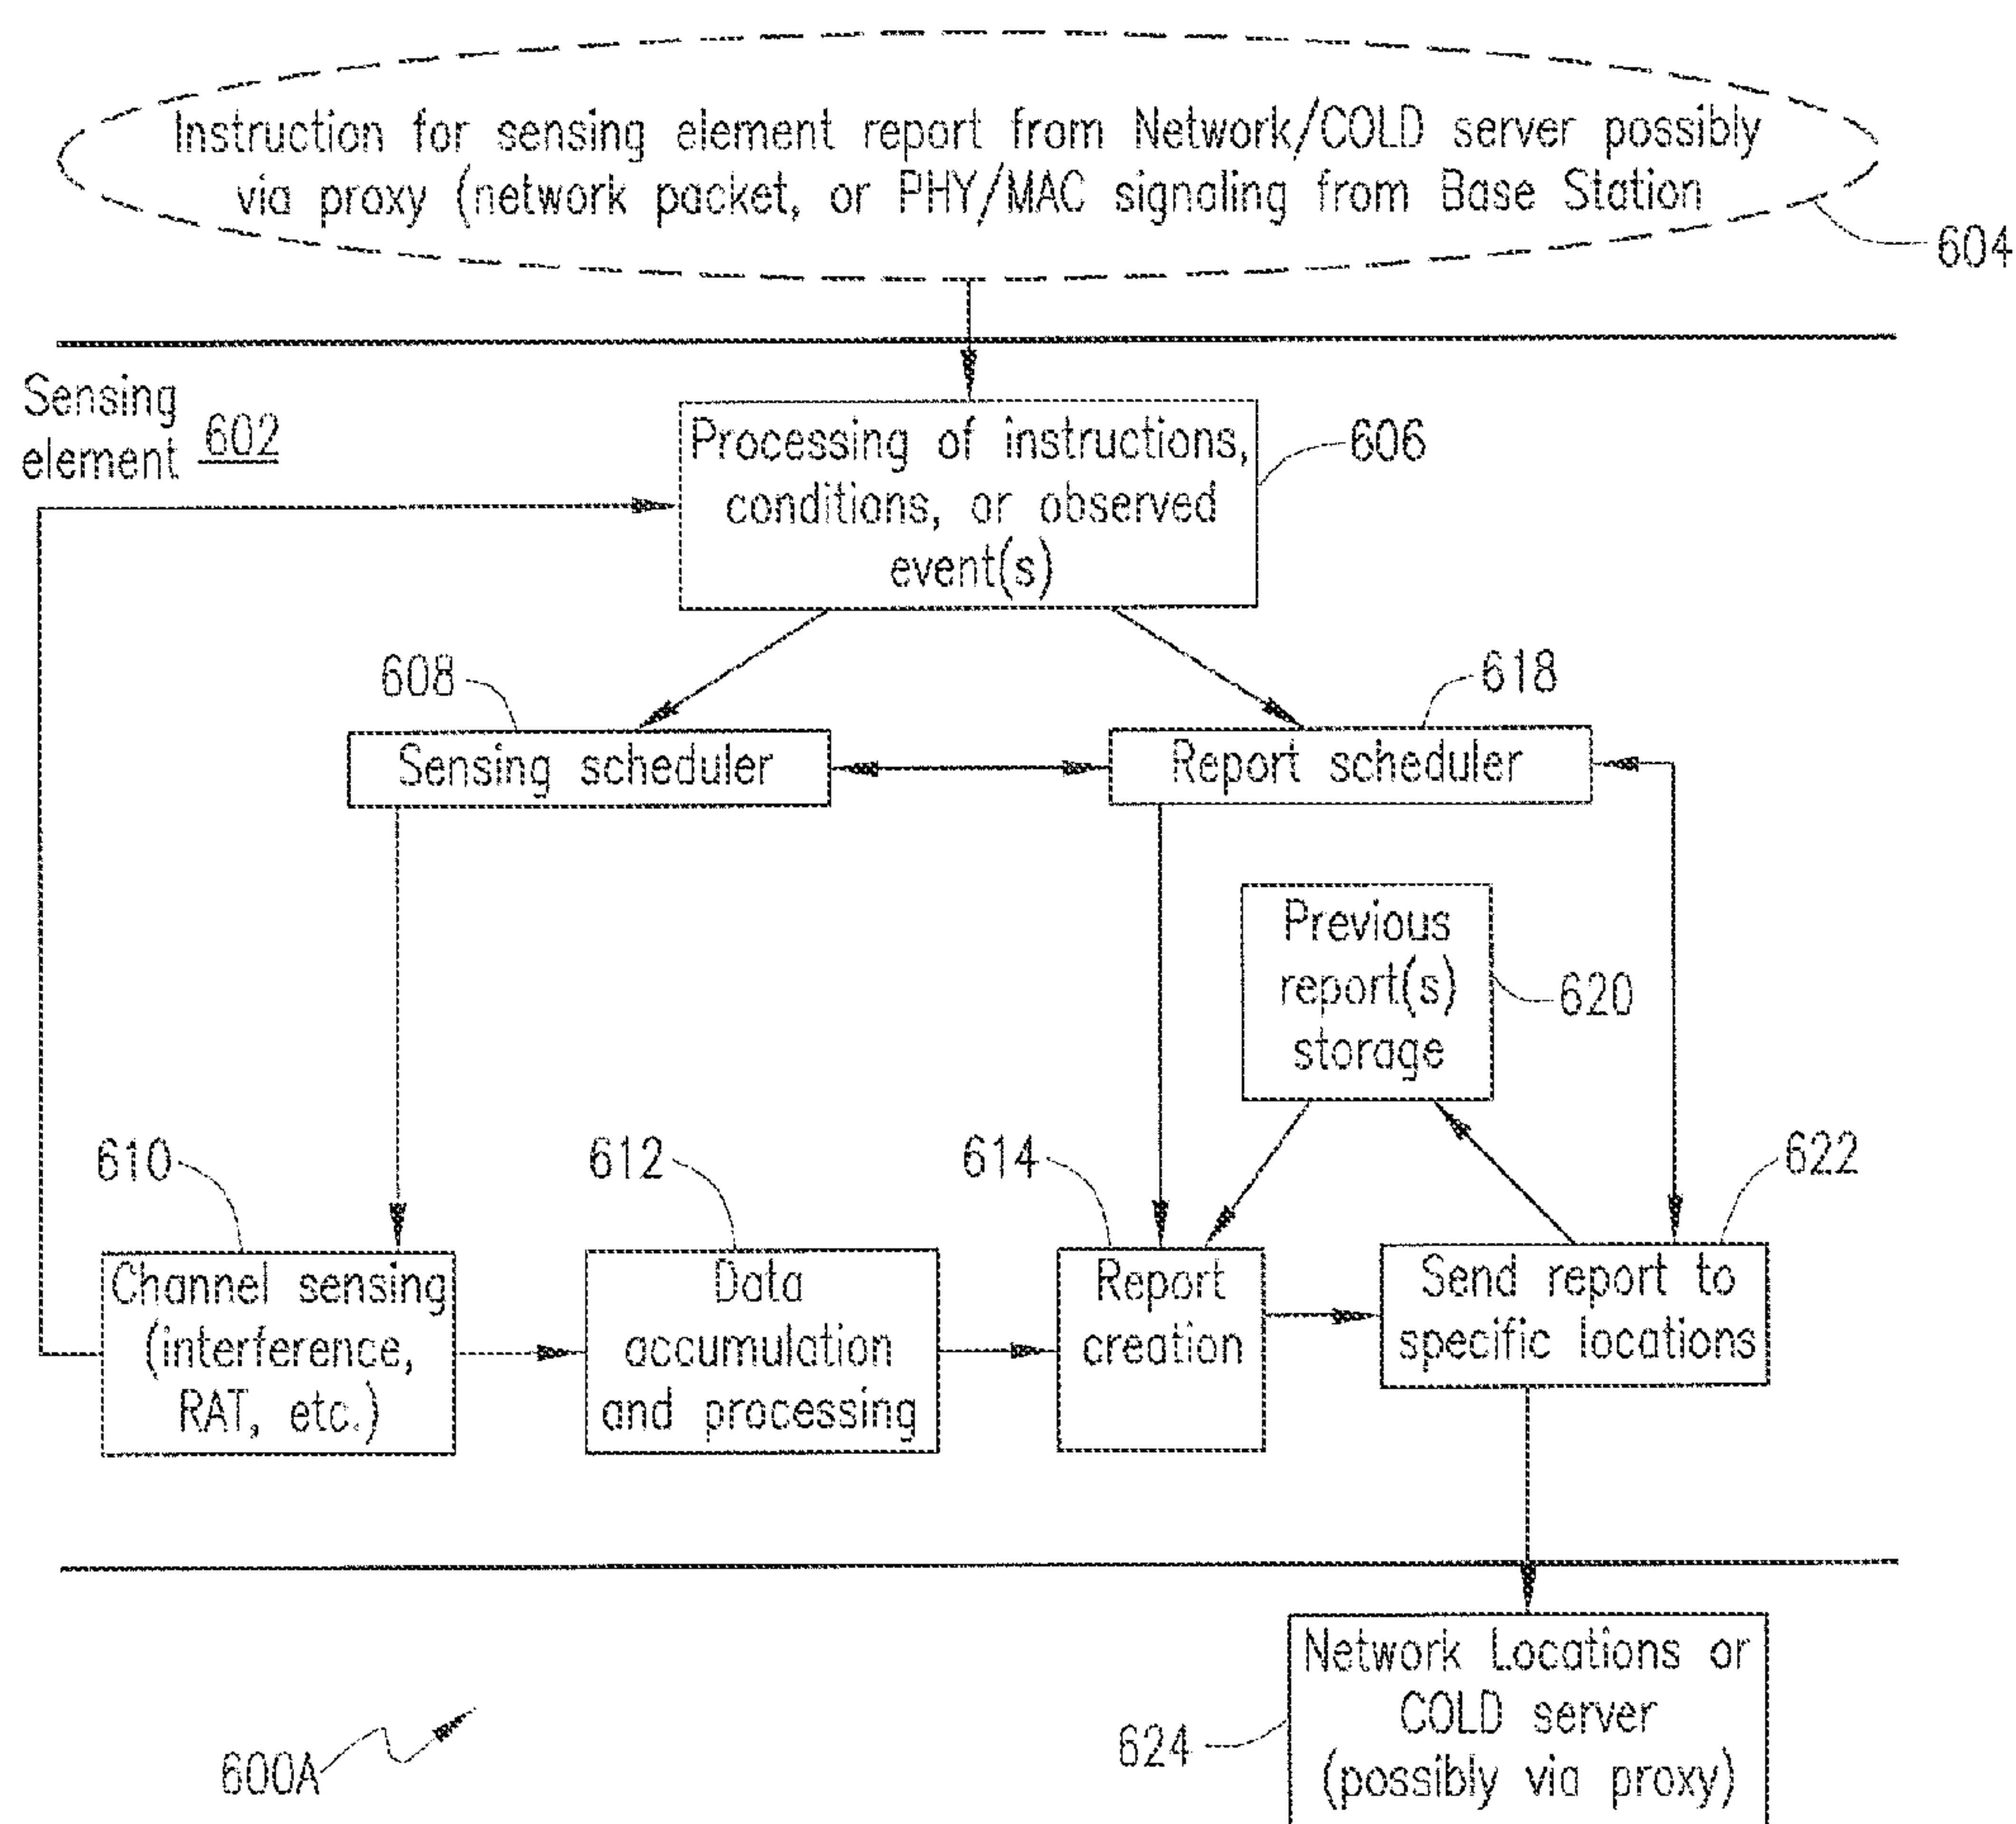 Instruction for sensing element report from Network/COLD server possibly
via proxy (network packet, or PHY/MAC signaling from Base Station
604
Sensing
element 602
Processing of instructions,
conditions, or observed
event(s)
606
608
618
Sensing scheduler
Report scheduler
Previous
report(s)
storage
620
610
612
614
622
Channel sensing
(interference,
RAT, etc.)
Data
accumulation
and processing
Report
creation
Send report to
specific locations
Network Locations or
COLD server
(possibly via proxy)
624
600A